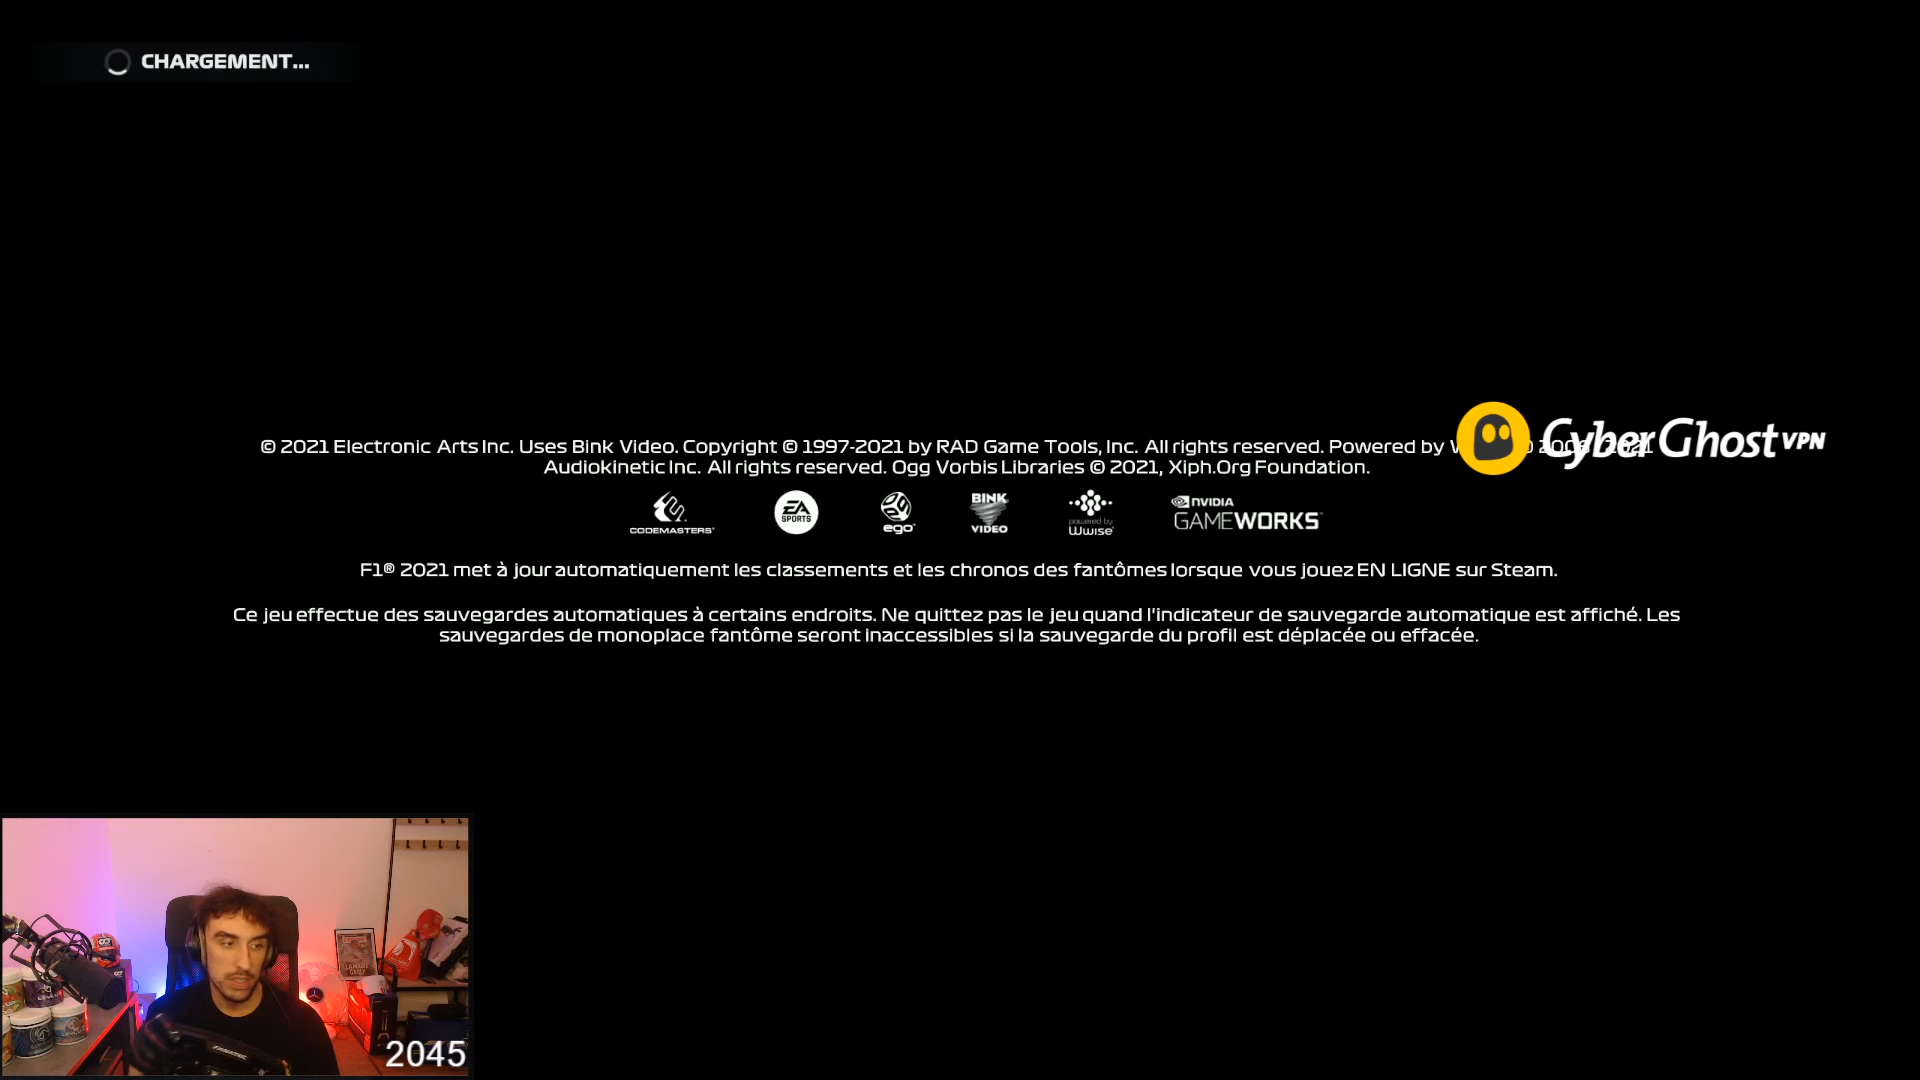 CHARGEMENT...
© 2021 Electronic Arts Inc. Uses Bink Video. Copyright © 1997-2021 by RAD Game Tools, Inc. All rights reserved. Powered by
CyberGhost VPN
Audiokinetic Inc. All rights reserved. Ogg Vorbis Libraries © 2021, Xiph.Org Foundation.
CODEMASTERS
EA SPORTS
ego
BINK VIDEO
powered by Wwise
NVIDIA GAMEWORKS
F1® 2021 met à jour automatiquement les classements et les chronos des fantômes lorsque vous jouez EN LIGNE sur Steam.
Ce jeu effectue des sauvegardes automatiques à certains endroits. Ne quittez pas le jeu quand l'indicateur de sauvegarde automatique est affiché. Les
sauvegardes de monoplace fantôme seront inaccessibles si la sauvegarde du profil est déplacée ou effacée.
FANATEC
2045